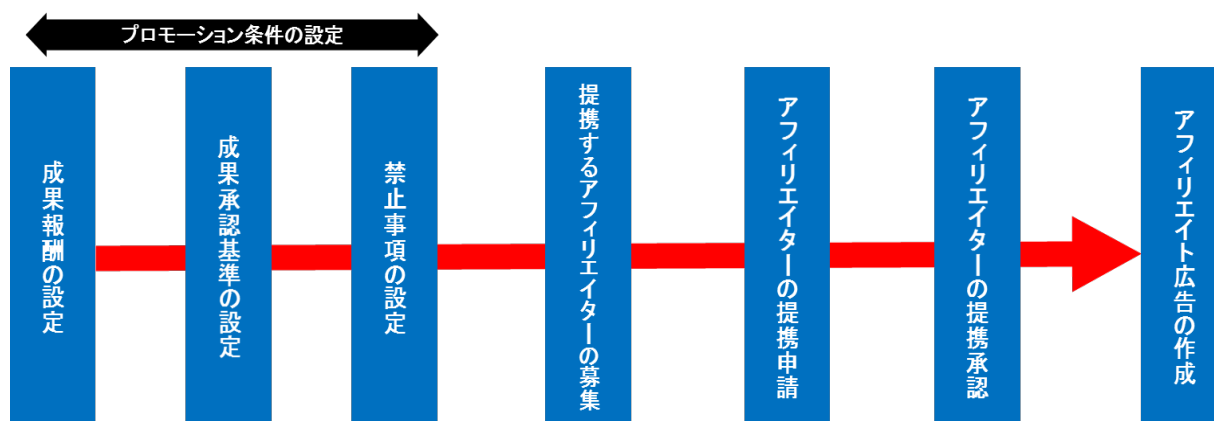 プロモーション条件の設定
成果報酬の設定
成果承認基準の設定
禁止事項の設定
提携するアフィリエイターの募集
アフィリエイターの提携申請
アフィリエイターの提携承認
アフィリエイト広告の作成